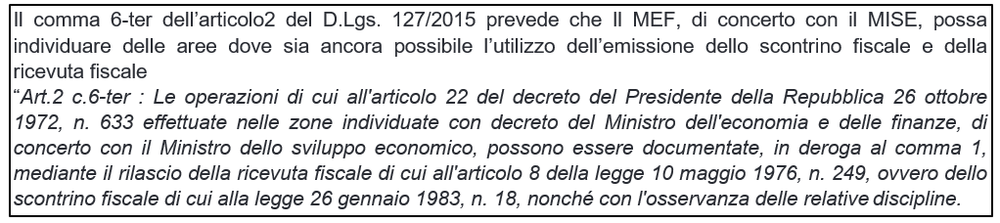 Il comma 6-ter dell’articolo2 del D.Lgs. 127/2015 prevede che Il MEF, di concerto con il MISE, possa
individuare delle aree dove sia ancora possibile l’utilizzo dell’emissione dello scontrino fiscale e della
ricevuta fiscale
“Art.2 c.6-ter : Le operazioni di cui all'articolo 22 del decreto del Presidente della Repubblica 26 ottobre
1972, n. 633 effettuate nelle zone individuate con decreto del Ministro dell'economia e delle finanze, di
concerto con il Ministro dello sviluppo economico, possono essere documentate, in deroga al comma 1,
mediante il rilascio della ricevuta fiscale di cui all'articolo 8 della legge 10 maggio 1976, n. 249, ovvero dello
scontrino fiscale di cui alla legge 26 gennaio 1983, n. 18, nonché con l'osservanza delle relative discipline.